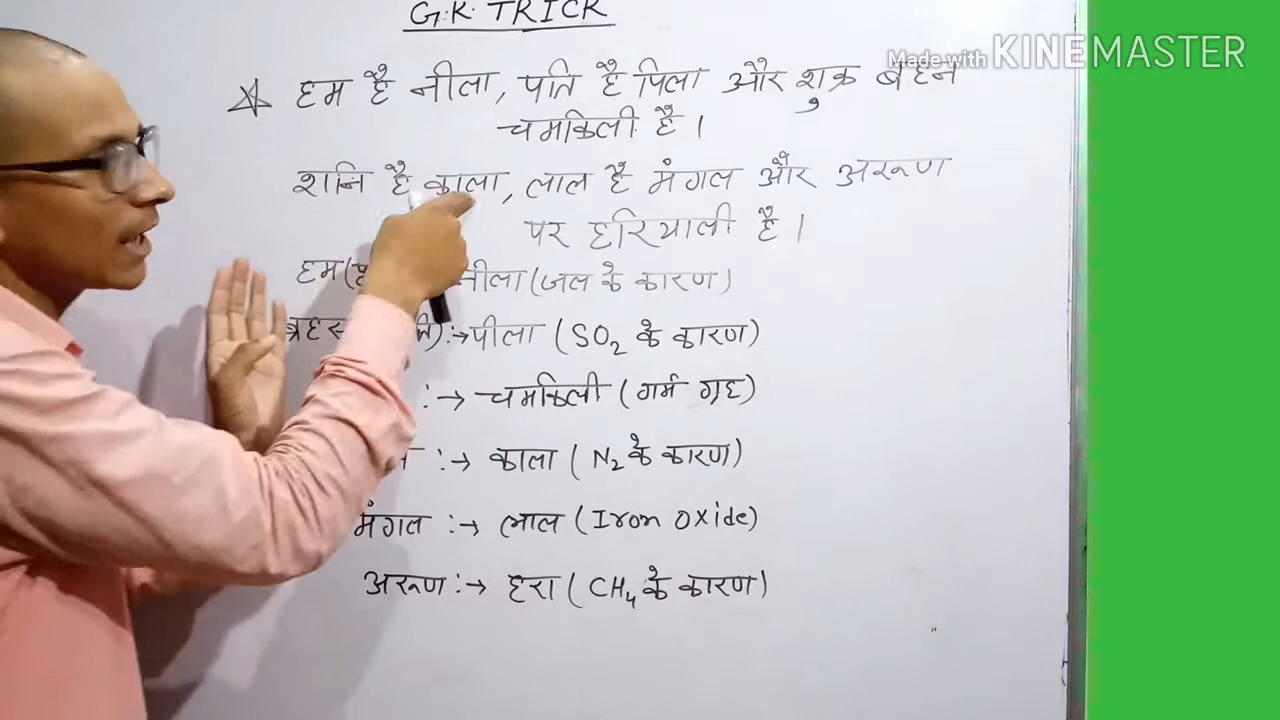 G.K. TRICK
Made with KINEMASTER
हम है नीला, पति है पिला और शुक्र बहन
चमकिली है।
शनि है काला, लाल है मंगल और अरूण
पर हरियाली है।
हम( नीला (जल के कारण)
:→ पीला (SO₂ के कारण)
:→ चमकिली (गर्म ग्रह)
:→ काला (N₂ के कारण)
मंगल :→ लाल (Iron Oxide)
अरूण :→ हरा (CH₄ के कारण)